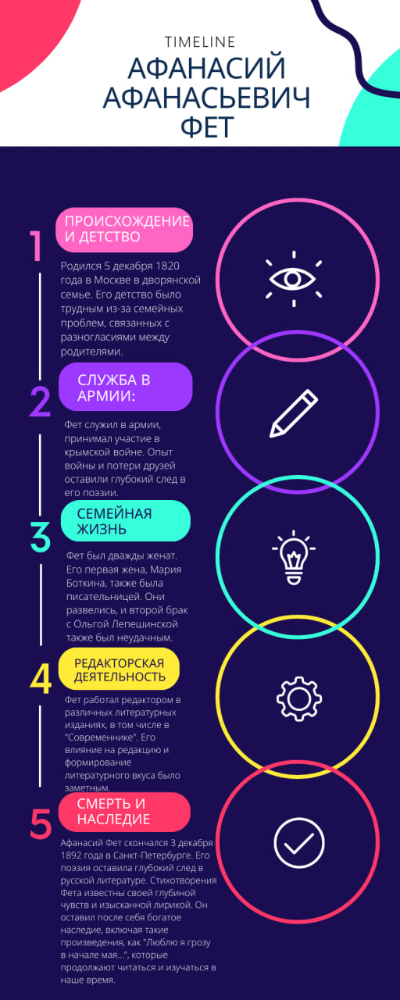 TIMELINE
АФАНАСИЙ
АФАНАСЬЕВИЧ
ФЕТ
1
ПРОИСХОЖДЕНИЕ
И ДЕТСТВО
Родился 5 декабря 1820
года в Москве в дворянской
семье. Его детство было
трудным из-за семейных
проблем, связанных с
разногласиями между
родителями.
2
СЛУЖБА В
АРМИИ:
Фет служил в армии,
принимал участие в
крымской войне. Опыт
войны и потери друзей
оставили глубокий след в
его поэзии.
3
СЕМЕЙНАЯ
ЖИЗНЬ
Фет был дважды женат.
Его первая жена, Мария
Боткина, также была
писательницей. Они
развелись, и второй брак
с Ольгой Лепешинской
также был неудачным.
4
РЕДАКТОРСКАЯ
ДЕЯТЕЛЬНОСТЬ
Фет работал редактором в
различных литературных
изданиях, в том числе в
"Современнике". Его
влияние на редакцию и
формирование
литературного вкуса было
заметным.
5
СМЕРТЬ И
НАСЛЕДИЕ
Афанасий Фет скончался 3 декабря
1892 года в Санкт-Петербурге. Его
поэзия оставила глубокий след в
русской литературе. Стихотворения
Фета известны своей глубиной
чувств и изысканной лирикой. Он
оставил после себя богатое
наследие, включая такие
произведения, как "Люблю я грозу
в начале мая...", которые
продолжают читаться и изучаться в
наше время.